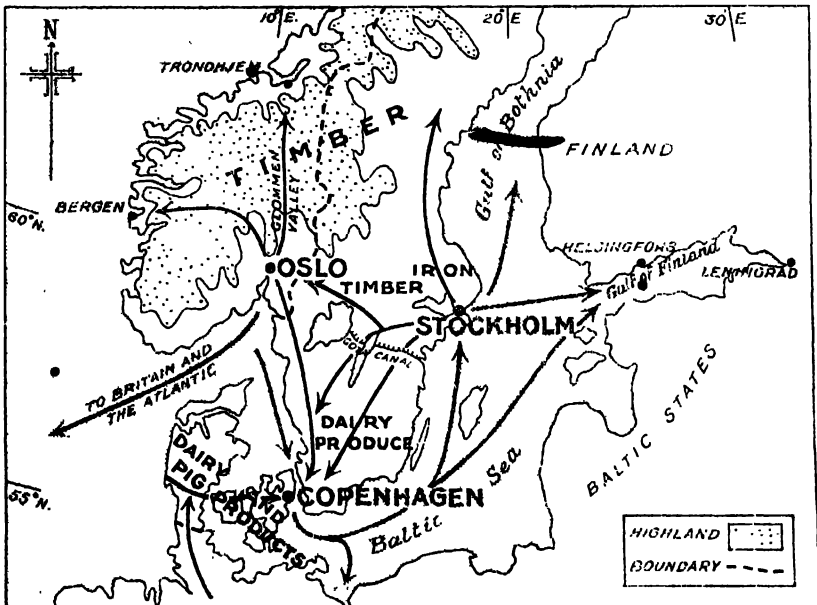 10°E.
20°E
30°E
N
TRONDHJEM
TIMBER
Gulf of Bothnia
FINLAND
GLOMMEN
VALLEY
60°N.
BERGEN
HELSINGFORS
OSLO
IRON
TIMBER
Gulf of Finland
LENINGRAD
STOCKHOLM
CANAL
TO BRITAIN AND
THE ATLANTIC
DAIRY
PRODUCE
BALTIC STATES
DAIRY AND
PIG PRODUCTS
55°N.
COPENHAGEN
Baltic Sea
HIGHLAND
BOUNDARY